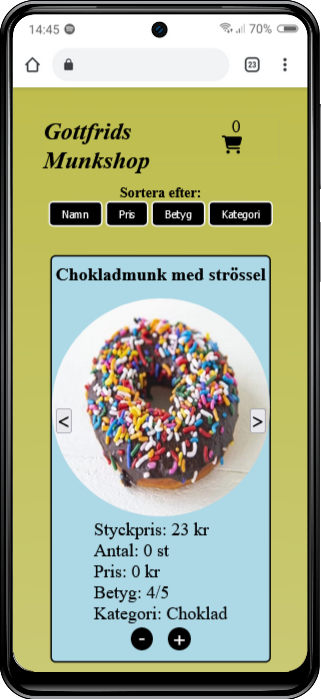 14:45 70%
23
Gottfrids
Munkshop
0
Sortera efter:
Namn Pris Betyg Kategori
Chokladmunk med strössel
< >
Styckpris: 23 kr
Antal: 0 st
Pris: 0 kr
Betyg: 4/5
Kategori: Choklad
- +